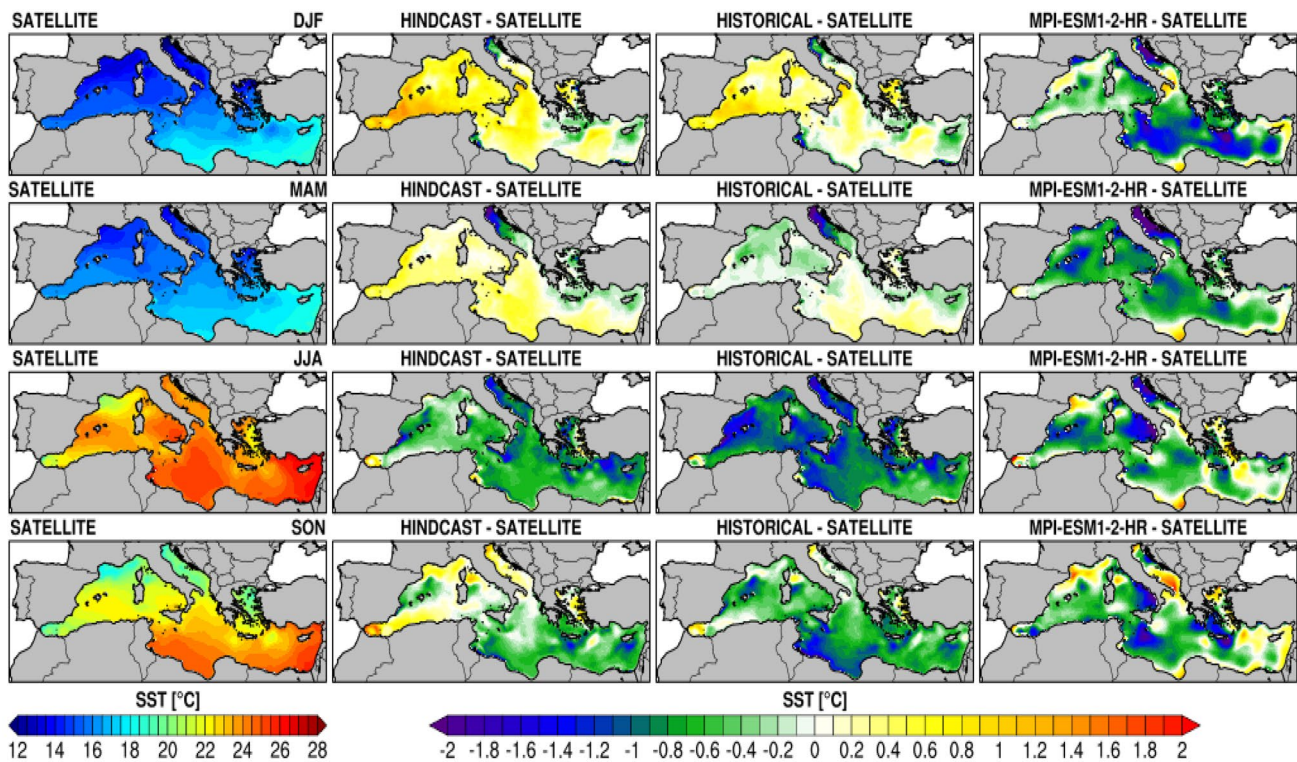 SATELLITE DJF HINDCAST - SATELLITE HISTORICAL - SATELLITE MPI-ESM1-2-HR - SATELLITE
SATELLITE MAM HINDCAST - SATELLITE HISTORICAL - SATELLITE MPI-ESM1-2-HR - SATELLITE
SATELLITE JJA HINDCAST - SATELLITE HISTORICAL - SATELLITE MPI-ESM1-2-HR - SATELLITE
SATELLITE SON HINDCAST - SATELLITE HISTORICAL - SATELLITE MPI-ESM1-2-HR - SATELLITE
SST [°C] SST [°C]
12 14 16 18 20 22 24 26 28 -2 -1.8 -1.6 -1.4 -1.2 -1 -0.8 -0.6 -0.4 -0.2 0 0.2 0.4 0.6 0.8 1 1.2 1.4 1.6 1.8 2